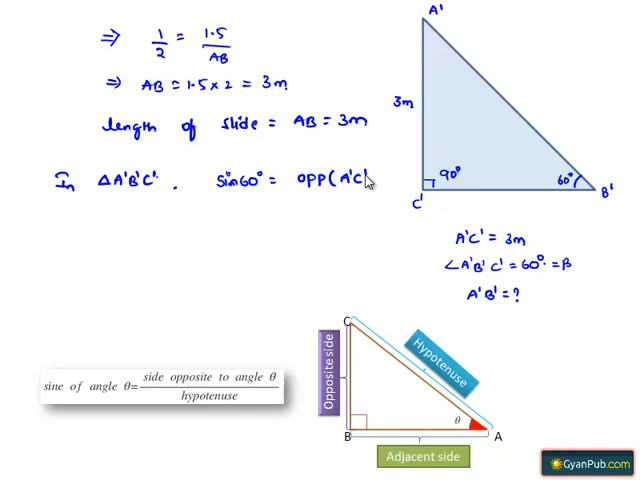 ⇒ 1/2 = 1.5/AB
⇒ AB = 1.5 x 2 = 3m
length of slide = AB = 3m
In ΔA'B'C'. Sin60° = OPP(A'C'
A'
3m
90°
60°
C'
B'
A'C' = 3m
∠A'B'C' = 60° = β
A'B' = ?
sine of angle θ= side opposite to angle θ / hypotenuse
C
Opposite side
Hypotenuse
θ
B
A
Adjacent side
GyanPub.com